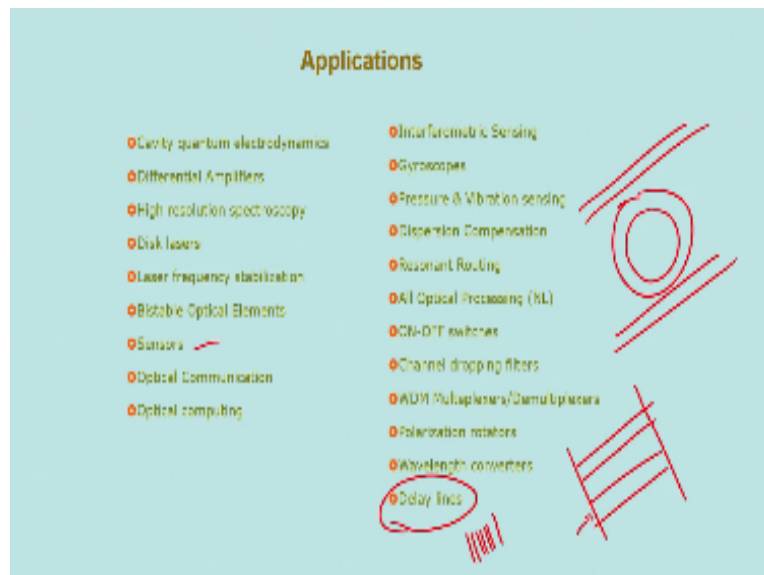 Applications
Cavity quantum electrodynamics
Differential Amplifiers
High resolution spectroscopy
Disk lasers
Laser frequency stabilization
Bistable Optical Elements
Sensors
Optical Communication
Optical computing
Interferometric Sensing
Gyroscopes
Pressure & Vibration sensing
Dispersion Compensation
Resonant Routing
All Optical Processing (NL)
ON-OFF switches
Channel dropping filters
WDM Multiplexers/Demultiplexers
Polarization rotators
Wavelength converters
Delay lines